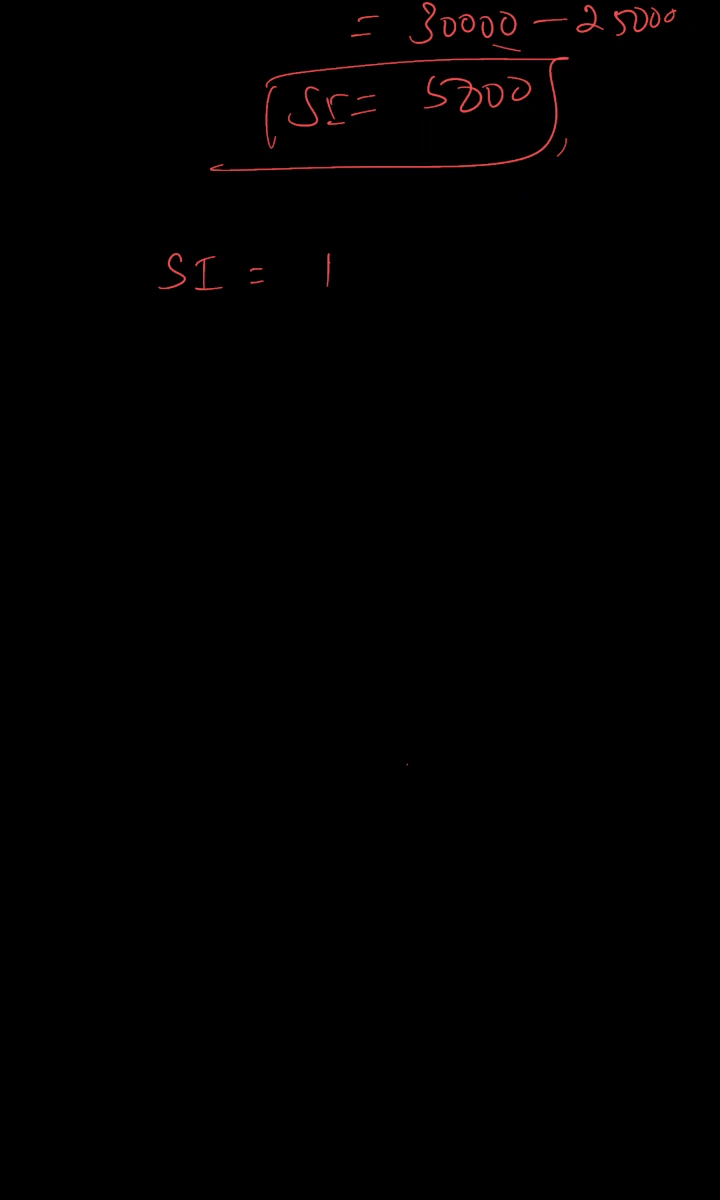 = 30000 - 25000
SI = 5000
SI = 1